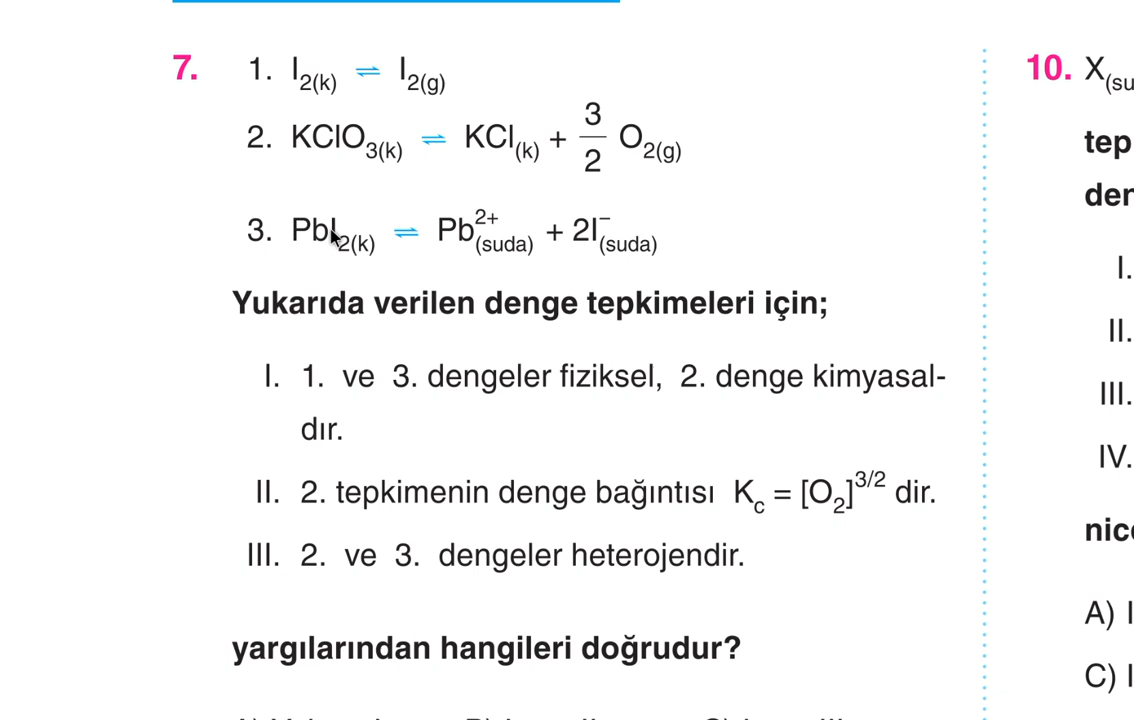 7. 1. I2(k) ⇌ I2(g)
2. KClO3(k) ⇌ KCl(k) + 3/2 O2(g)
3. PbI2(k) ⇌ Pb2+(suda) + 2I−(suda)
Yukarıda verilen denge tepkimeleri için;
I. 1. ve 3. dengeler fiziksel, 2. denge kimyasal-
dır.
II. 2. tepkimenin denge bağıntısı Kc = [O2]3/2 dir.
III. 2. ve 3. dengeler heterojendir.
yargılarından hangileri doğrudur?
10. X(su
tep
der
I.
II.
III.
IV.
A) I
C) I